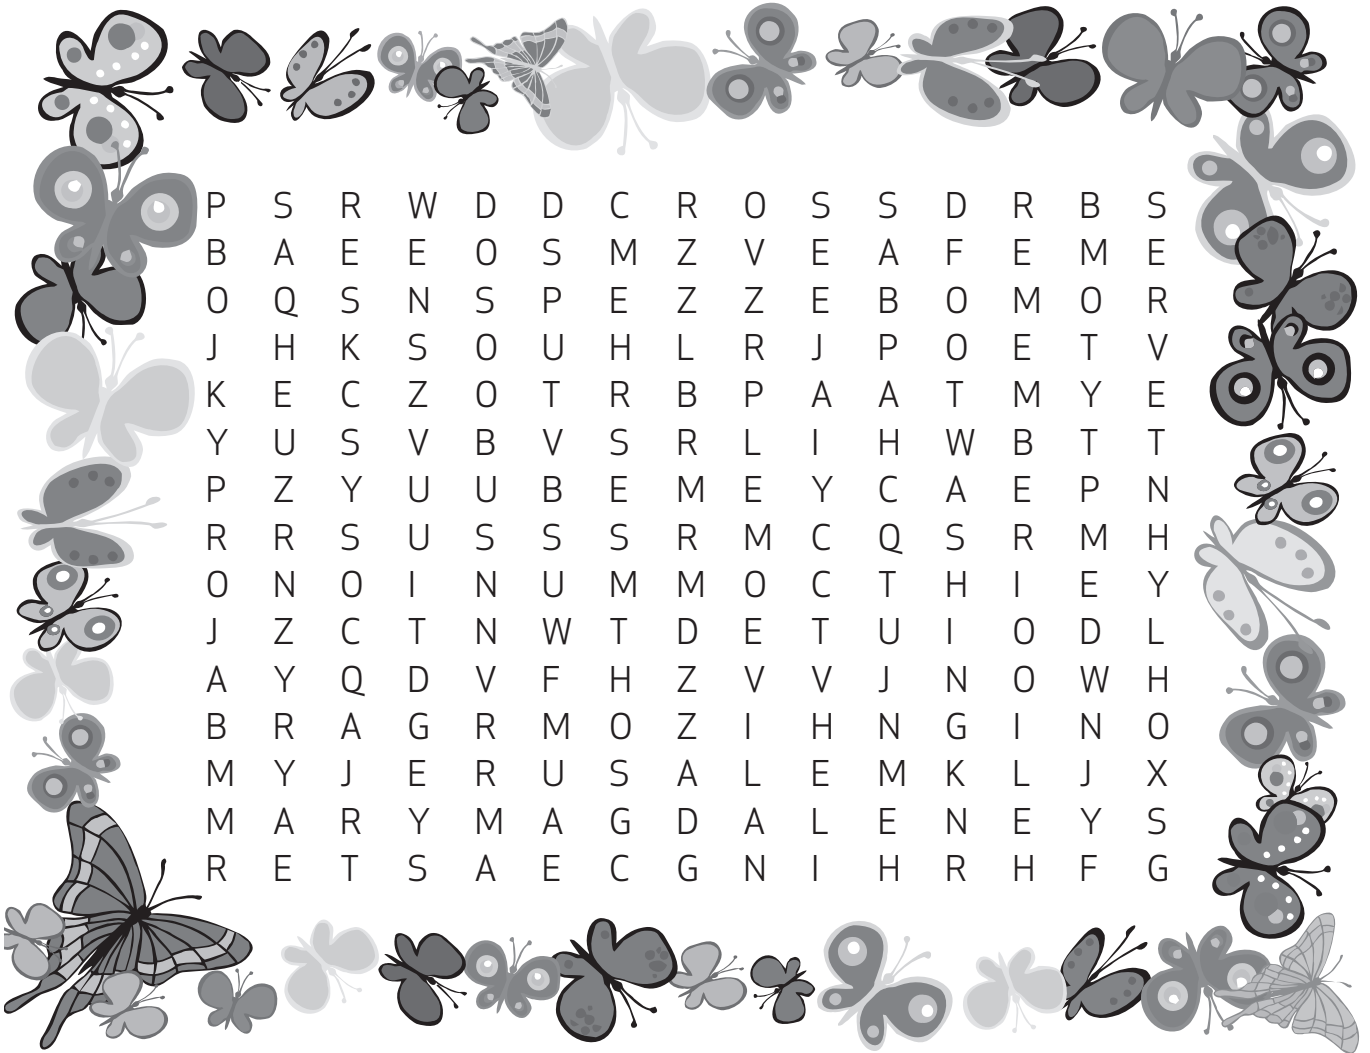 P S R W D D C R O S S D R B S
B A E E O S M Z V E A F E M E
O Q S N S P E Z Z E B O M O R
J H K S O U H L R J P O E T V
K E C Z O T R B P A A T M Y E
Y U S V B V S R L I H W B T T
P Z Y U U B E M E Y C A E P N
R R S U S S S R M C Q S R M H
O N O I N U M M O C T H I E Y
J Z C T N W T D E T U I O D L
A Y Q D V F H Z V V J N O W H
B R A G R M O Z I H N G I N O
M Y J E R U S A L E M K L J X
M A R Y M A G D A L E N E Y S
R E T S A E C G N I H R H F G